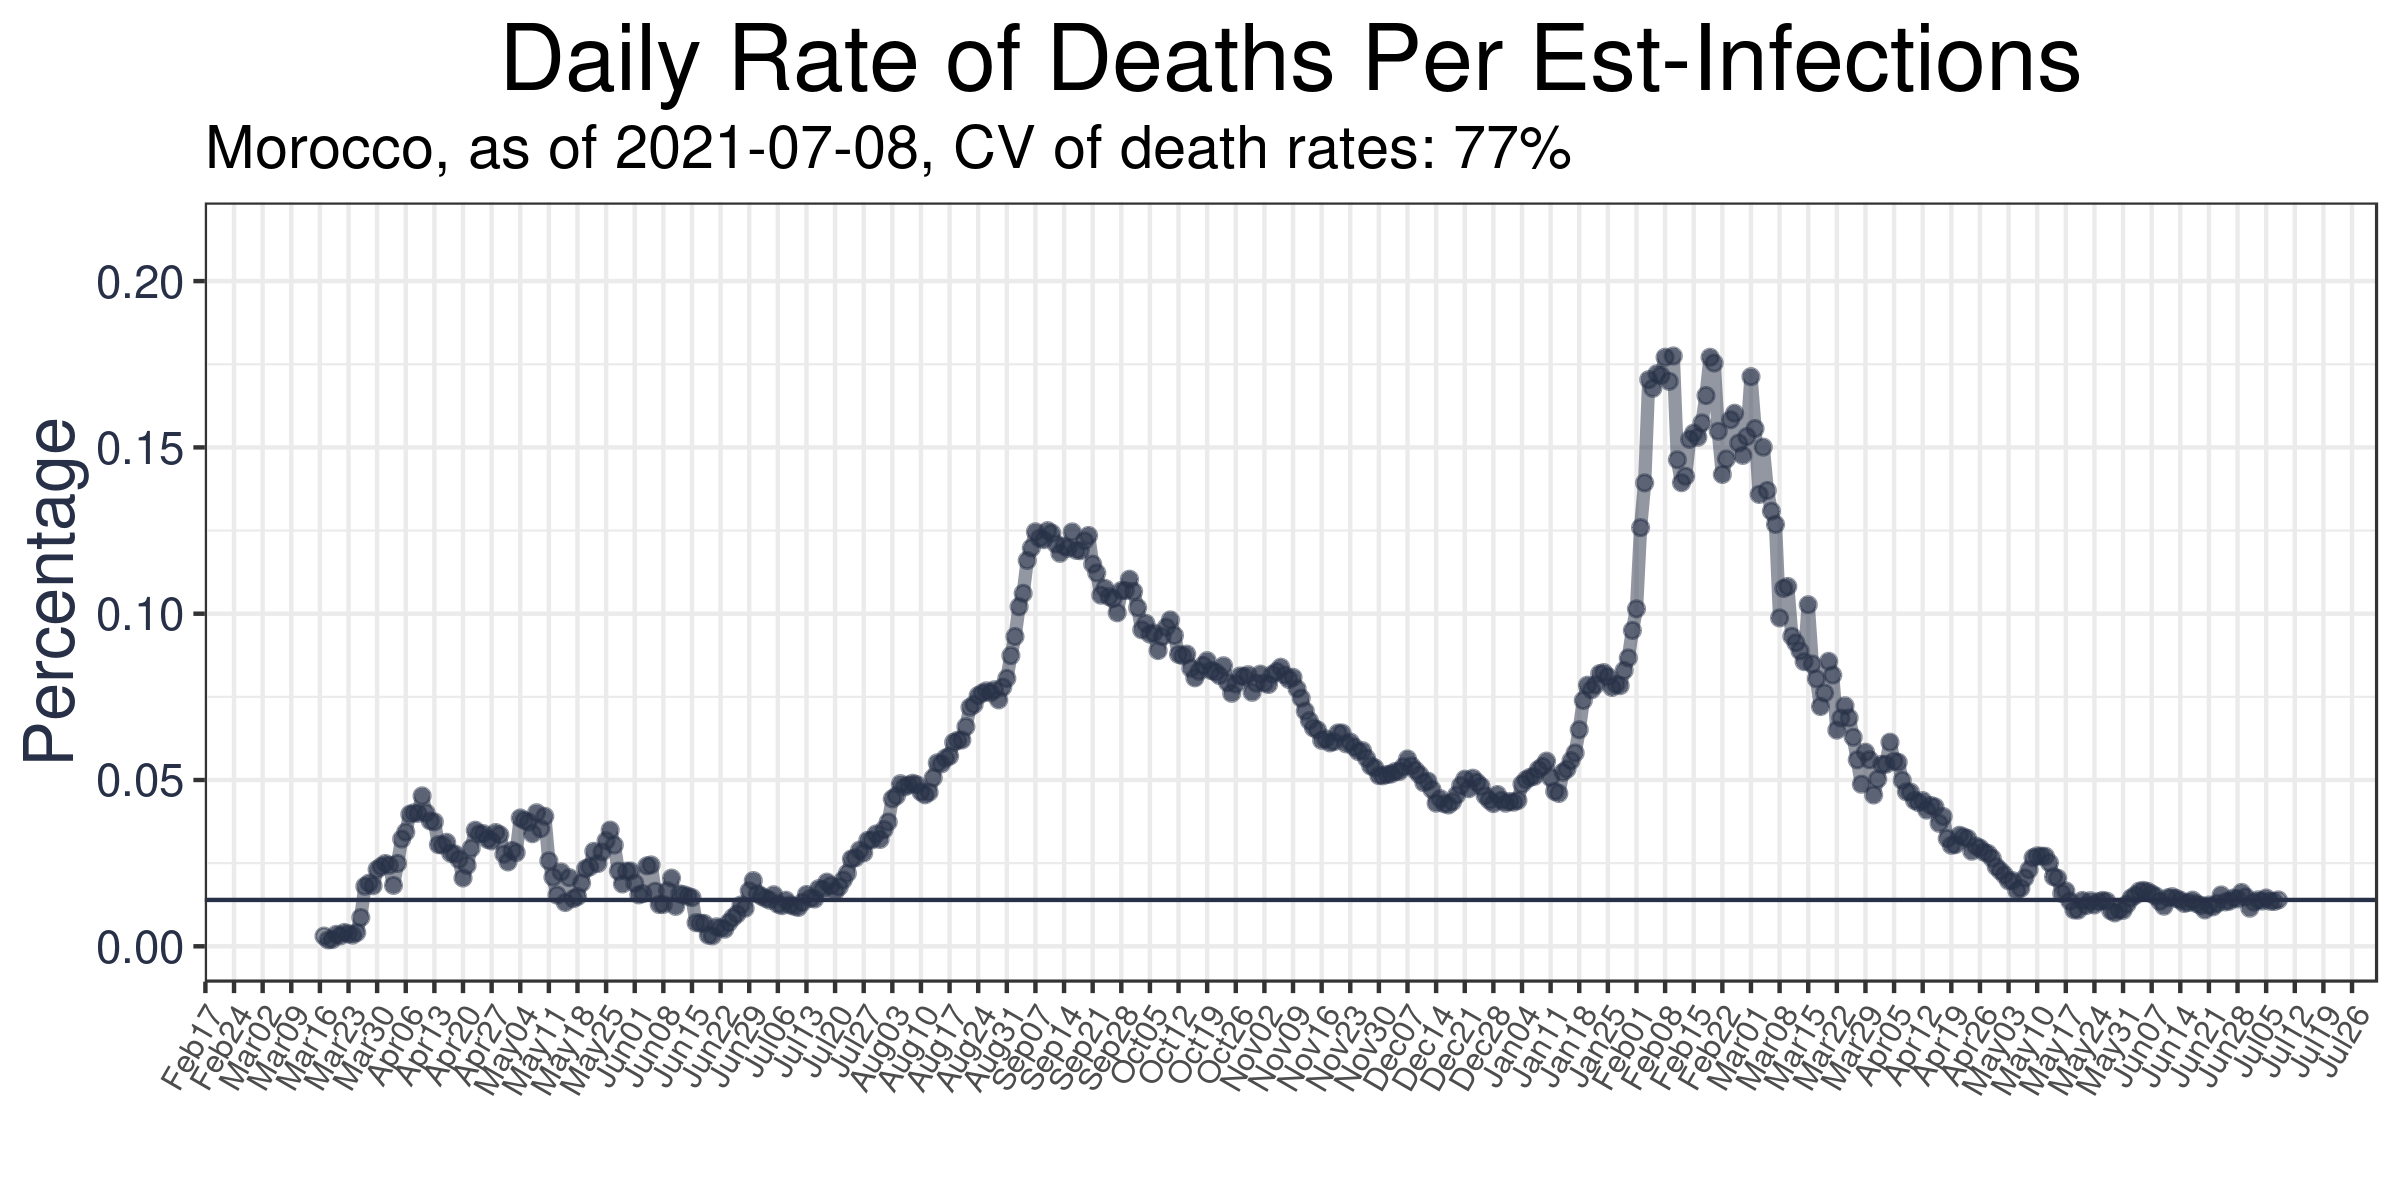 Daily Rate of Deaths Per Est-Infections
Morocco, as of 2021-07-08, CV of death rates: 77%
Percentage
0.20
0.15
0.10
0.05
0.00
Feb17
Feb24
Mar02
Mar09
Mar16
Mar23
Mar30
Apr06
Apr13
Apr20
Apr27
May04
May11
May18
May25
Jun01
Jun08
Jun15
Jun22
Jun29
Jul06
Jul13
Jul20
Jul27
Aug03
Aug10
Aug17
Aug24
Aug31
Sep07
Sep14
Sep21
Sep28
Oct05
Oct12
Oct19
Oct26
Nov02
Nov09
Nov16
Nov23
Nov30
Dec07
Dec14
Dec21
Dec28
Jan04
Jan11
Jan18
Jan25
Feb01
Feb08
Feb15
Feb22
Mar01
Mar08
Mar15
Mar22
Mar29
Apr05
Apr12
Apr19
Apr26
May03
May10
May17
May24
May31
Jun07
Jun14
Jun21
Jun28
Jul05
Jul12
Jul19
Jul26